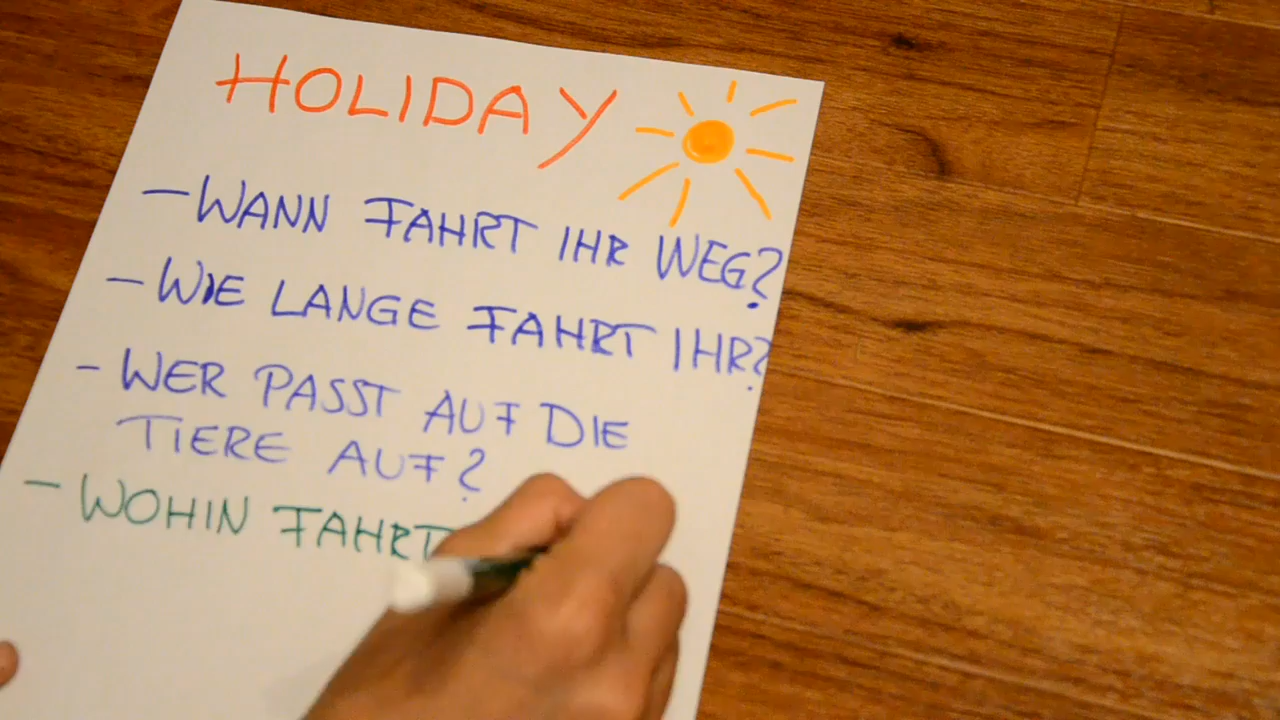 HOLIDAY
- WANN FAHRT IHR WEG?
- WIE LANGE FAHRT IHR?
- WER PASST AUF DIE
TIERE AUF?
- WOHIN FAHRT